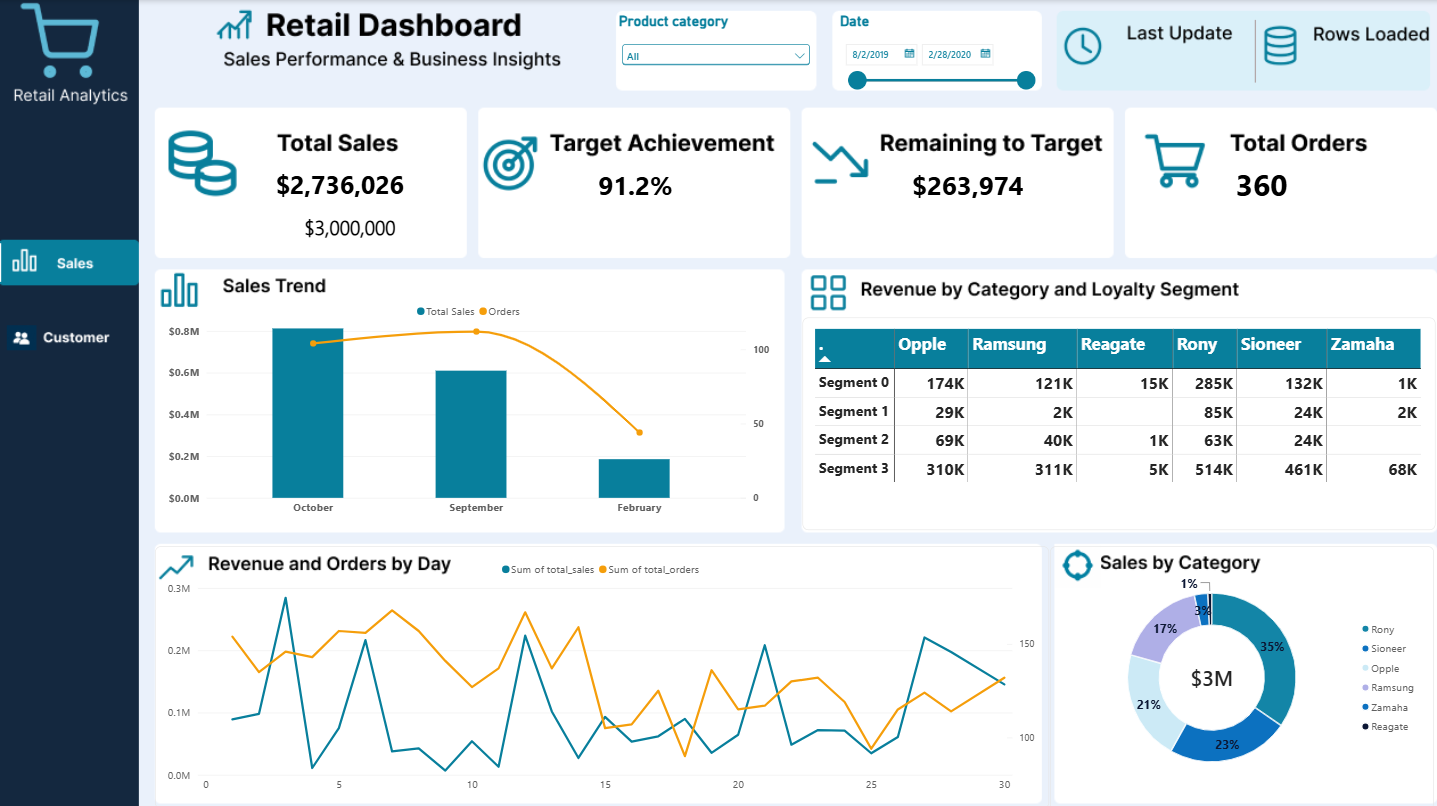 Retail Analytics
Sales
Customer
Retail Dashboard
Sales Performance & Business Insights
Product category
All
Date
8/2/2019 2/28/2020
Last Update
Rows Loaded
Total Sales
$2,736,026
$3,000,000
Target Achievement
91.2%
Remaining to Target
$263,974
Total Orders
360
Sales Trend
Total Sales Orders
$0.8M
$0.6M
$0.4M
$0.2M
$0.0M
100
50
0
October September February
Revenue by Category and Loyalty Segment
. Opple Ramsung Reagate Rony Sioneer Zamaha
Segment 0 174K 121K 15K 285K 132K 1K
Segment 1 29K 2K 85K 24K 2K
Segment 2 69K 40K 1K 63K 24K
Segment 3 310K 311K 5K 514K 461K 68K
Revenue and Orders by Day
Sum of total_sales Sum of total_orders
0.3M
0.2M
0.1M
0.0M
150
100
0 5 10 15 20 25 30
Sales by Category
1%
3%
17%
35%
$3M
21%
23%
Rony
Sioneer
Opple
Ramsung
Zamaha
Reagate